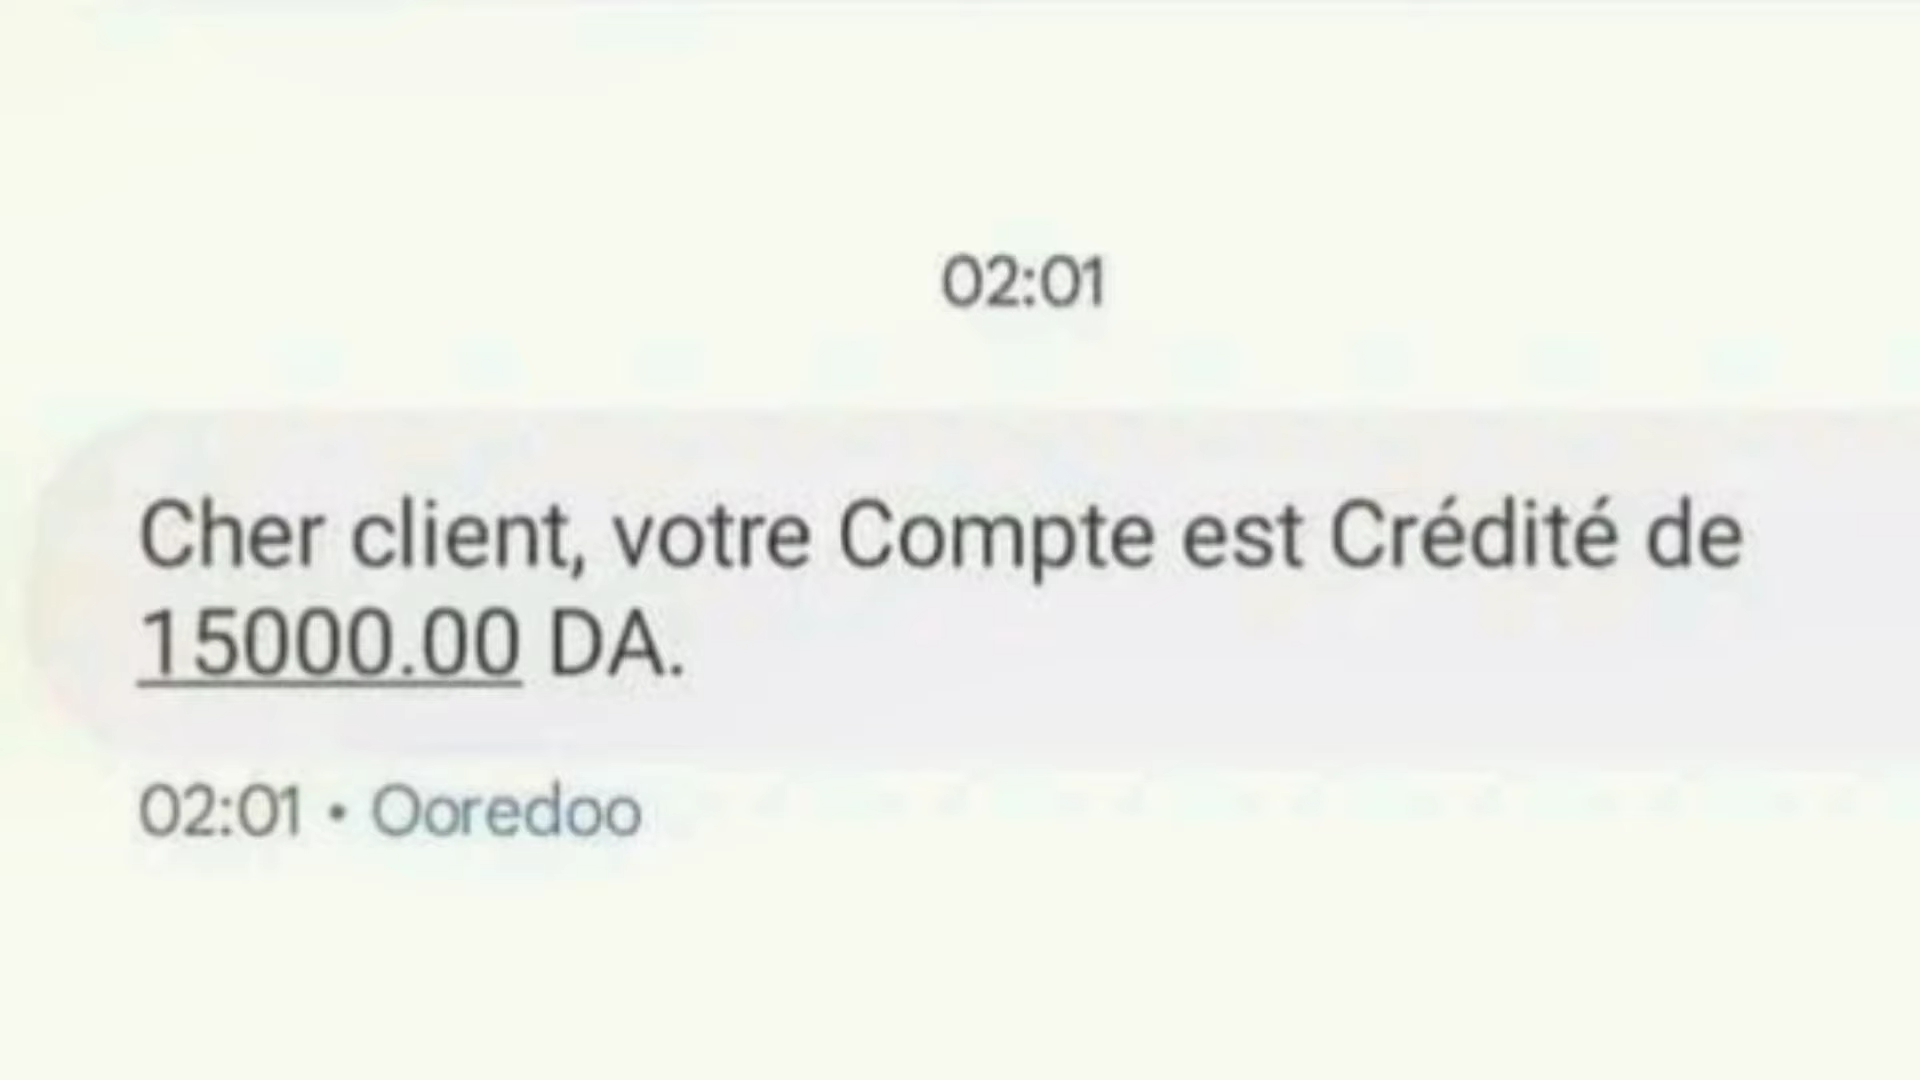 02:01
Cher client, votre Compte est Crédité de
15000.00 DA.
02:01 • Ooredoo